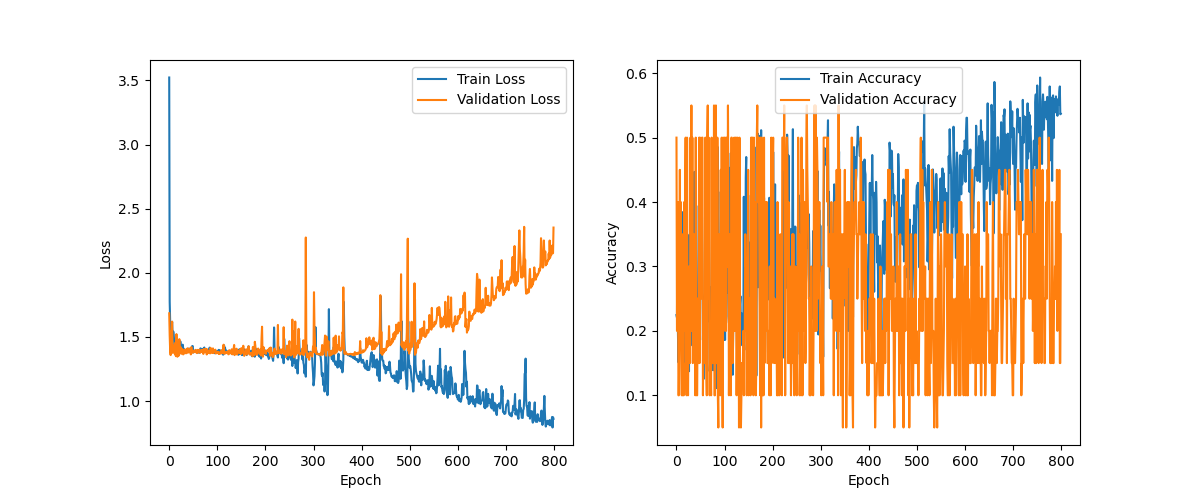 3.5
3.0
2.5
2.0
1.5
1.0
Loss
0 100 200 300 400 500 600 700 800
Epoch
Train Loss
Validation Loss
0.6
0.5
0.4
0.3
0.2
0.1
Accuracy
0 100 200 300 400 500 600 700 800
Epoch
Train Accuracy
Validation Accuracy